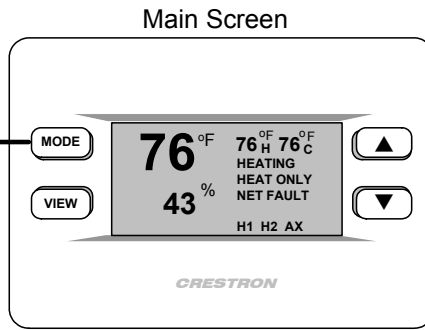 Main Screen
MODE
VIEW
76 °F
43 %
76 °F H 76 °F C
HEATING
HEAT ONLY
NET FAULT
H1 H2 AX
CRESTRON